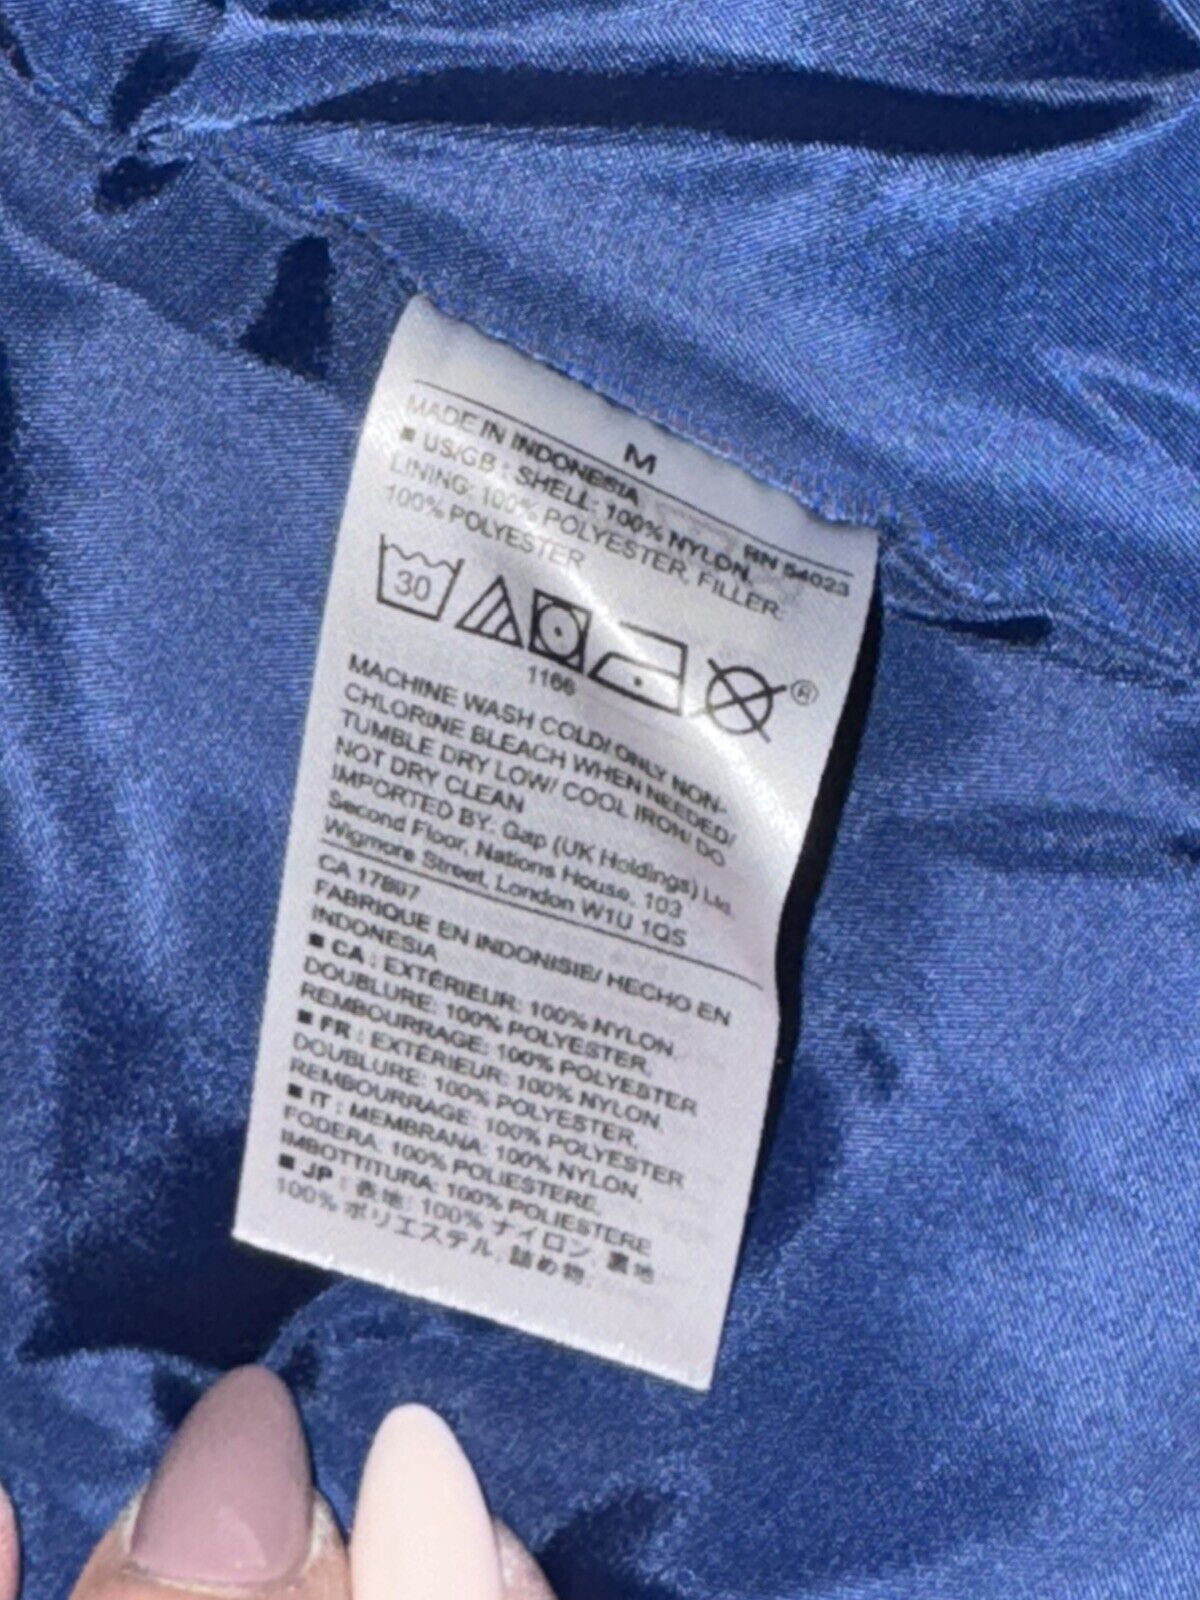 M
MADE IN INDONESIA RN 54023
■ US/GB : SHELL: 100% NYLON.
LINING: 100% POLYESTER, FILLER:
100% POLYESTER
30
1166
®
MACHINE WASH COLD/ ONLY NON-
CHLORINE BLEACH WHEN NEEDED/
TUMBLE DRY LOW/ COOL IRON/ DO
NOT DRY CLEAN
IMPORTED BY: Gap (UK Holdings) Ltd.
Second Floor, Nations House, 103
Wigmore Street, London W1U 1QS
CA 17897
FABRIQUE EN INDONISIE/ HECHO EN
INDONESIA
■ CA : EXTÉRIEUR: 100% NYLON.
DOUBLURE: 100% POLYESTER,
REMBOURRAGE: 100% POLYESTER
■ FR : EXTÉRIEUR: 100% NYLON.
DOUBLURE: 100% POLYESTER,
REMBOURRAGE: 100% POLYESTER
■ IT : MEMBRANA: 100% NYLON.
FODERA: 100% POLIESTERE,
IMBOTTITURA: 100% POLIESTERE
■ JP : 表地: 100% ナイロン, 裏地
100% ポリエステル, 詰め物: